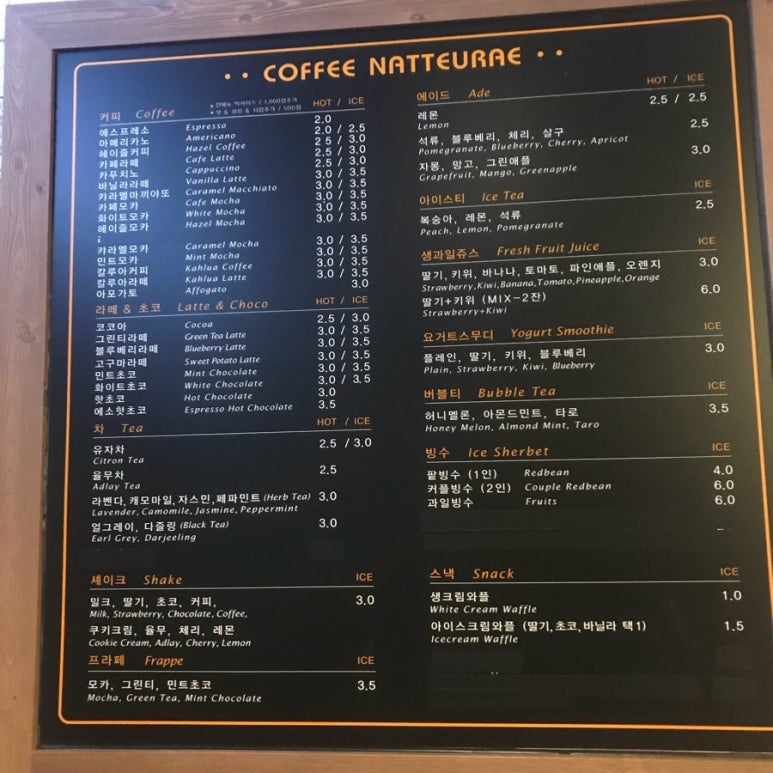 •• COFFEE NATTEURAE ••
커피 Coffee
★ 전메뉴 빅사이즈 / 1,000원추가
★ 샷 & 휘핑 & 시럽추가 / 500원
HOT / ICE
에스프레소 Espresso 2.0
아메리카노 Americano 2.0 / 2.5
헤이즐커피 Hazel Coffee 2 5 / 3.0
카페라떼 Cafe Latte 2.5 / 3.0
카푸치노 Cappuccino 2.5 / 3.0
바닐라라떼 Vanilla Latte 3.0 / 3.5
카라멜마끼아또 Caramel Macchiato 3.0 / 3.5
카페모카 Cafe Mocha 3.0 / 3.5
화이트모카 White Mocha 3.0 / 3.5
헤이즐모카 Hazel Mocha 3.0 / 3.5
카라멜모카 Caramel Mocha 3.0 / 3.5
민트모카 Mint Mocha 3.0 / 3.5
칼루아커피 Kahlua Coffee 3.0 / 3.5
칼루아라떼 Kahlua Latte 3.0 / 3.5
아포가토 Affogato 3.0
라떼 & 초코 Latte & Choco HOT / ICE
코코아 Cocoa 2.5 / 3.0
그린티라떼 Green Tea Latte 3.0 / 3.5
블루베리라떼 Blueberry Latte 3.0 / 3.5
고구마라떼 Sweet Potato Latte 3.0 / 3.5
민트초코 Mint Chocolate 3.0 / 3.5
화이트초코 White Chocolate 3.0 / 3.5
핫초코 Hot Chocolate 3.0
에소핫초코 Espresso Hot Chocolate 3.5
차 Tea HOT / ICE
유자차 2.5 / 3.0
Citron Tea
율무차 2.5
Adlay Tea
라벤다, 캐모마일, 자스민, 페파민트 (Herb Tea) 3.0
Lavender, Camomile, Jasmine, Peppermint
얼그레이, 다즐링 (Black Tea) 3.0
Earl Grey, Darjeeling
셰이크 Shake ICE
밀크, 딸기, 초코, 커피, 3.0
Milk, Strawberry, Chocolate, Coffee,
쿠키크림, 율무, 체리, 레몬
Cookie Cream, Adlay, Cherry, Lemon
프라페 Frappe ICE
모카, 그린티, 민트초코 3.5
Mocha, Green Tea, Mint Chocolate
에이드 Ade HOT / ICE
레몬 2.5 / 2.5
Lemon
석류, 블루베리, 체리, 살구 2.5
Pomegranate, Blueberry, Cherry, Apricot
자몽, 망고, 그린애플 3.0
Grapefruit, Mango, Greenapple
아이스티 Ice Tea ICE
복숭아, 레몬, 석류 2.5
Peach, Lemon, Pomegranate
생과일쥬스 Fresh Fruit Juice ICE
딸기, 키위, 바나나, 토마토, 파인애플, 오렌지 3.0
Strawberry,Kiwi,Banana,Tomato,Pineapple,Orange
딸기+키위 (MIX-2잔) 6.0
Strawberry+Kiwi
요거트스무디 Yogurt Smoothie ICE
플레인, 딸기, 키위, 블루베리 3.0
Plain, Strawberry, Kiwi, Blueberry
버블티 Bubble Tea ICE
허니멜론, 아몬드민트, 타로 3.5
Honey Melon, Almond Mint, Taro
빙수 Ice Sherbet ICE
팥빙수 (1인) Redbean 4.0
커플빙수 (2인) Couple Redbean 6.0
과일빙수 Fruits 6.0
스낵 Snack ICE
생크림와플 1.0
White Cream Waffle
아이스크림와플 (딸기,초코,바닐라 택1) 1.5
Icecream Waffle